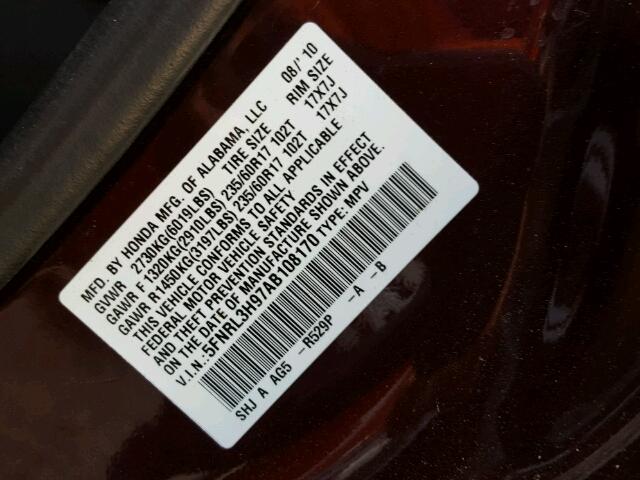 MFD. BY HONDA MFG. OF ALABAMA, LLC 08/'10
GVWR 2730KG(6019LBS) TIRE SIZE RIM SIZE
GAWR F 1320KG(2910LBS) 235/60R17 102T 17X7J
GAWR R 1450KG(3197LBS) 235/60R17 102T 17X7J
THIS VEHICLE CONFORMS TO ALL APPLICABLE
FEDERAL MOTOR VEHICLE SAFETY
AND THEFT PREVENTION STANDARDS IN EFFECT
ON THE DATE OF MANUFACTURE SHOWN ABOVE.
V.I.N.: 5FNRL3H97AB108170 TYPE: MPV
SHJ A AG5 -R529P -A -B